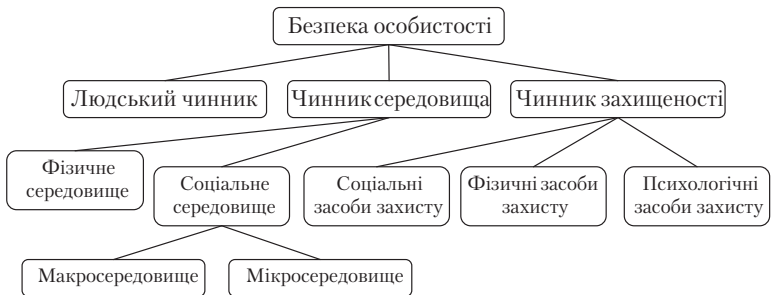 Безпека особистості
Людський чинник
Чинник середовища
Чинник захищеності
Фізичне
середовище
Соціальне
середовище
Соціальні
засоби захисту
Фізичні засоби
захисту
Психологічні
засоби захисту
Макросередовище
Мікросередовище